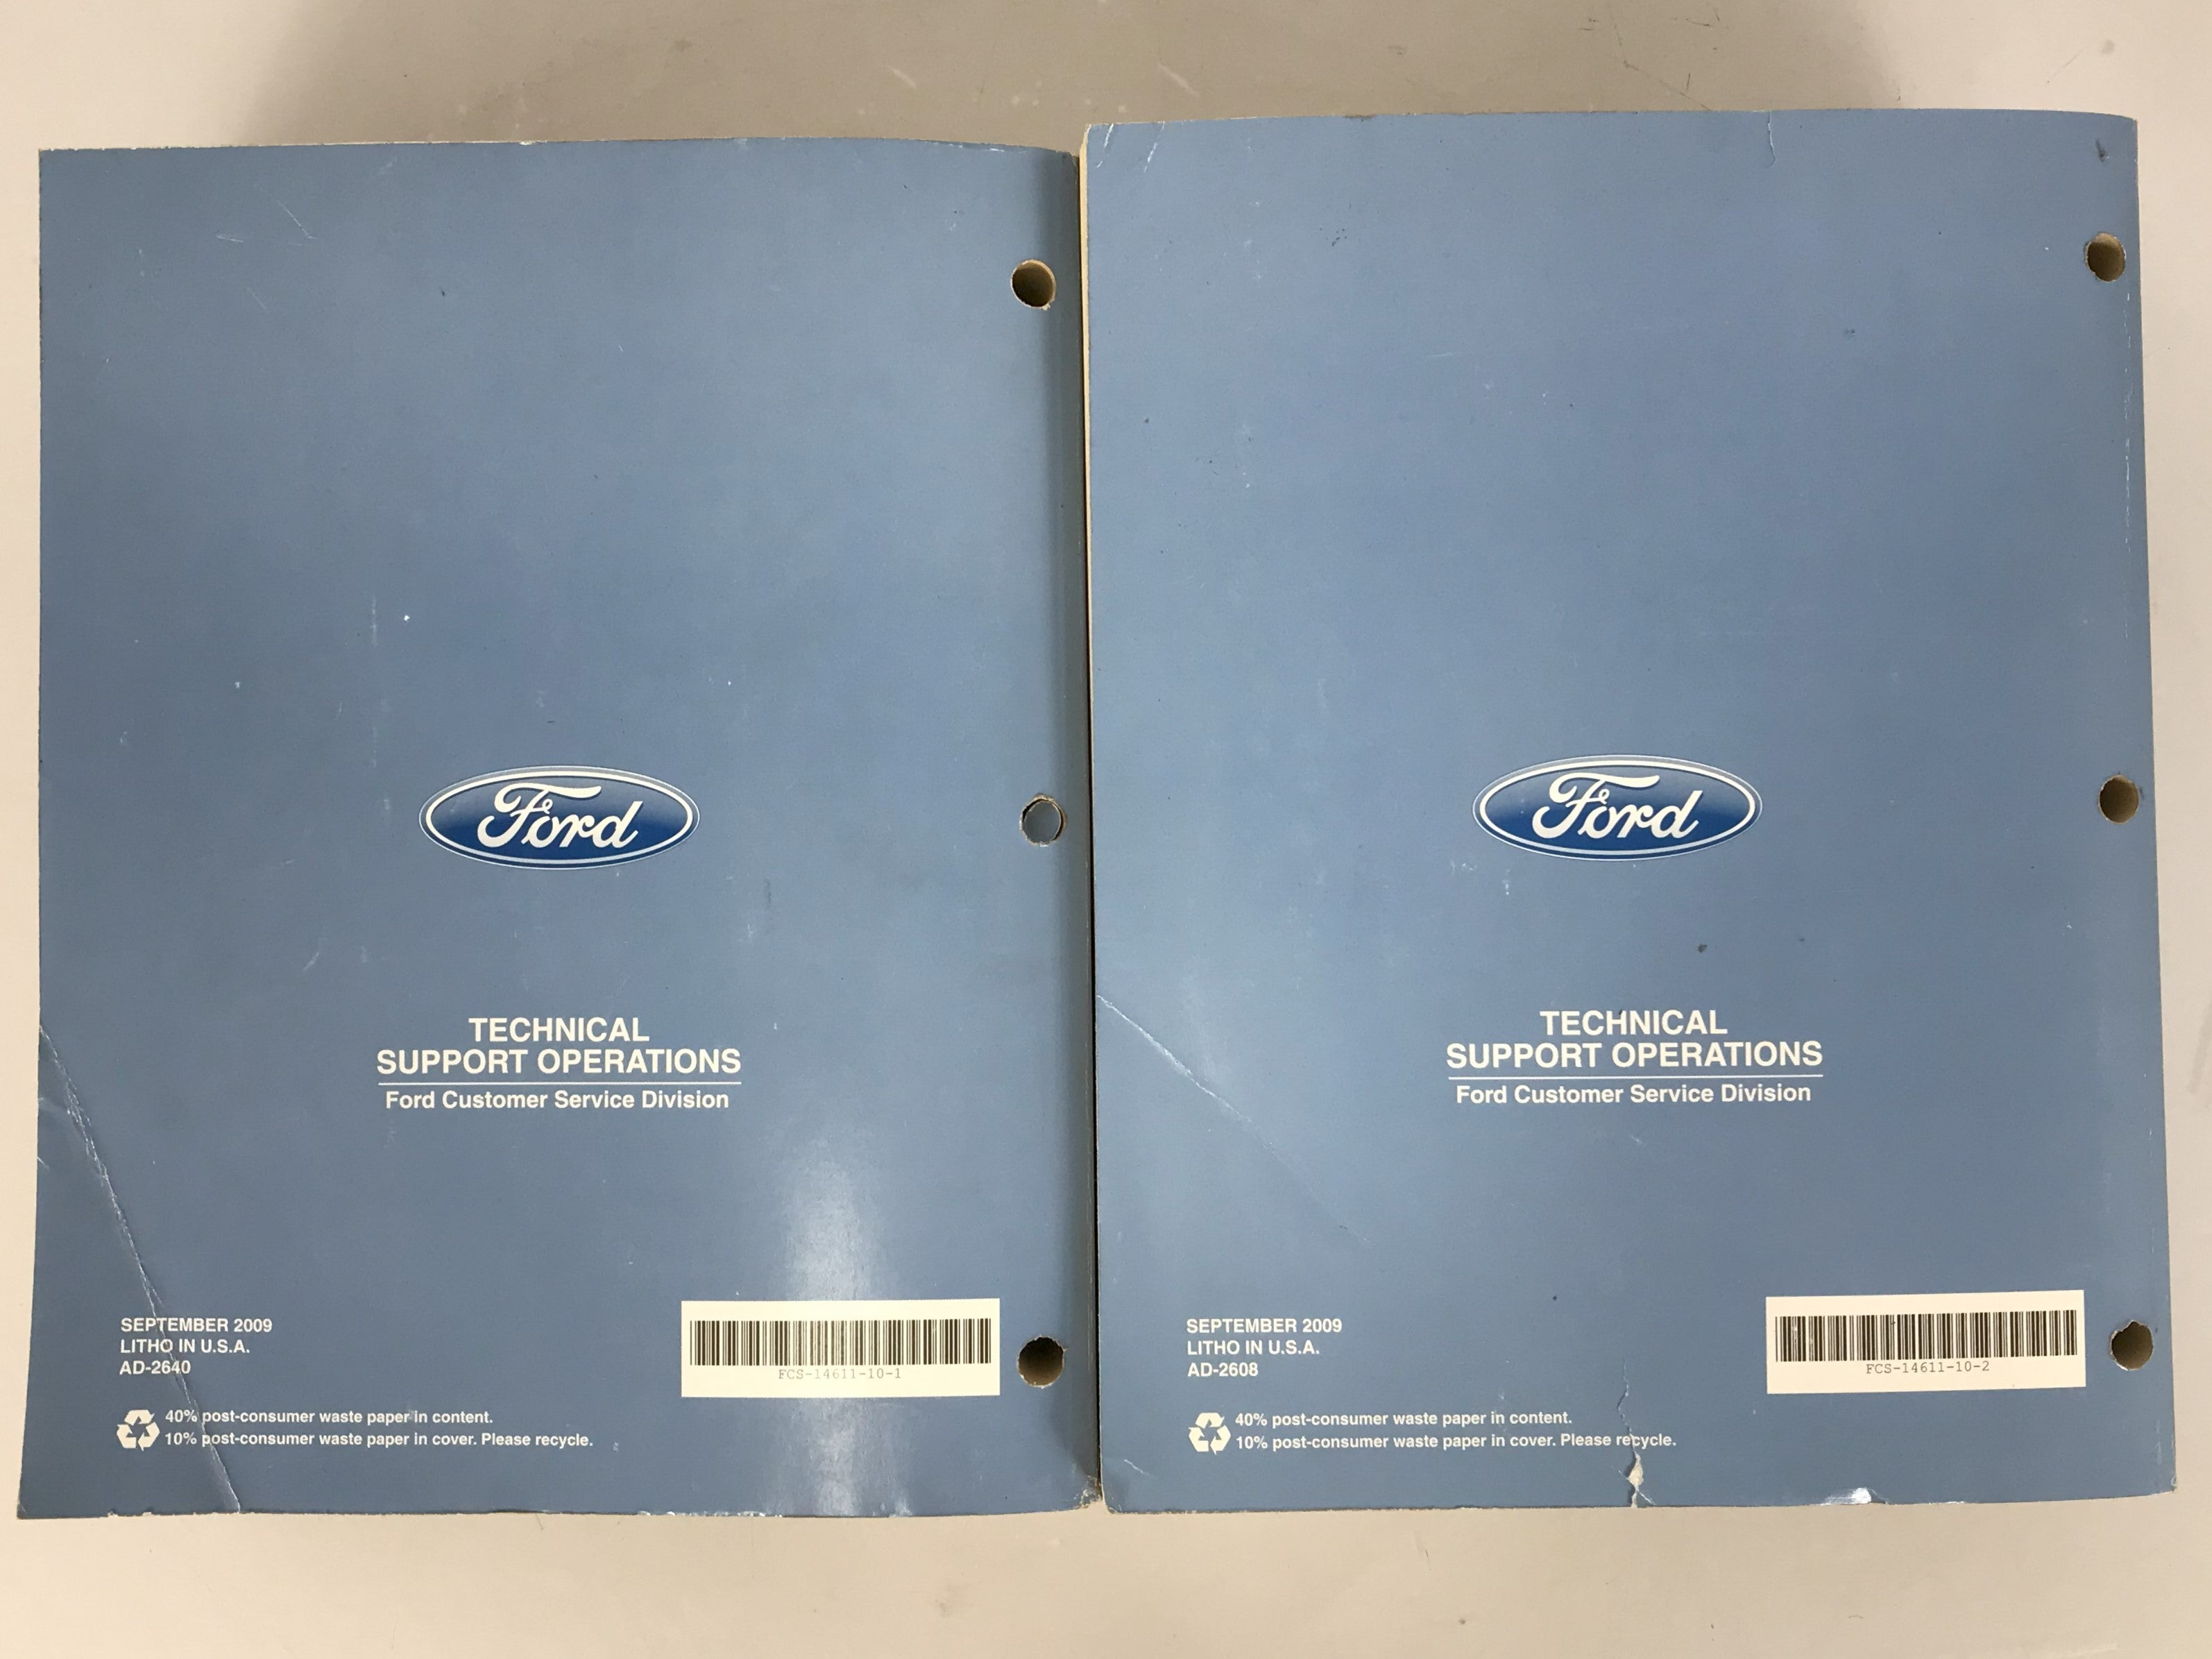 Ford
TECHNICAL
SUPPORT OPERATIONS
Ford Customer Service Division
SEPTEMBER 2009
LITHO IN U.S.A.
AD-2640
FCS-14611-10-1
40% post-consumer waste paper in content.
10% post-consumer waste paper in cover. Please recycle.
Ford
TECHNICAL
SUPPORT OPERATIONS
Ford Customer Service Division
SEPTEMBER 2009
LITHO IN U.S.A.
AD-2608
FCS-14611-10-2
40% post-consumer waste paper in content.
10% post-consumer waste paper in cover. Please recycle.